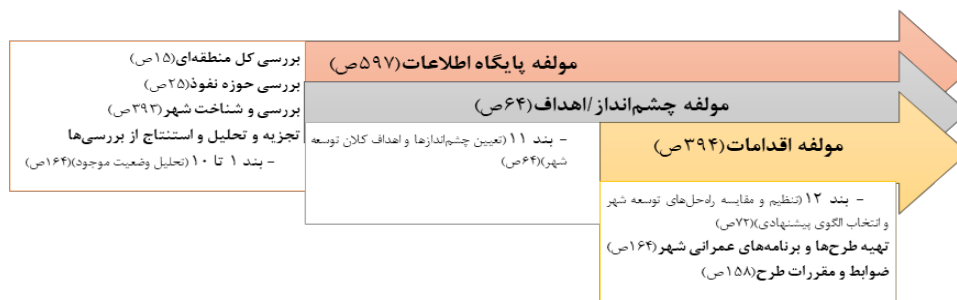 مولفه پایگاه اطلاعات(۵۹۷ص)
بررسی کل منطقه‌ای(۱۵ص)
بررسی حوزه نفوذ(۲۵ص)
بررسی و شناخت شهر(۳۹۳ص)
تجزیه و تحلیل و استنتاج از بررسی‌ها
- بند ۱ تا ۱۰ (تحلیل وضعیت موجود)(۱۶۴ص)
مولفه چشم‌انداز/اهداف(۶۴ص)
- بند ۱۱ (تعیین چشم‌اندازها و اهداف کلان توسعه
شهر)(۶۴ص)
مولفه اقدامات(۳۹۴ص)
- بند ۱۲ (تنظیم و مقایسه راه‌حل‌های توسعه شهر
و انتخاب الگوی پیشنهادی)(۷۲ص)
تهیه طرح‌ها و برنامه‌های عمرانی شهر(۱۶۴ص)
ضوابط و مقررات طرح(۱۵۸ص)